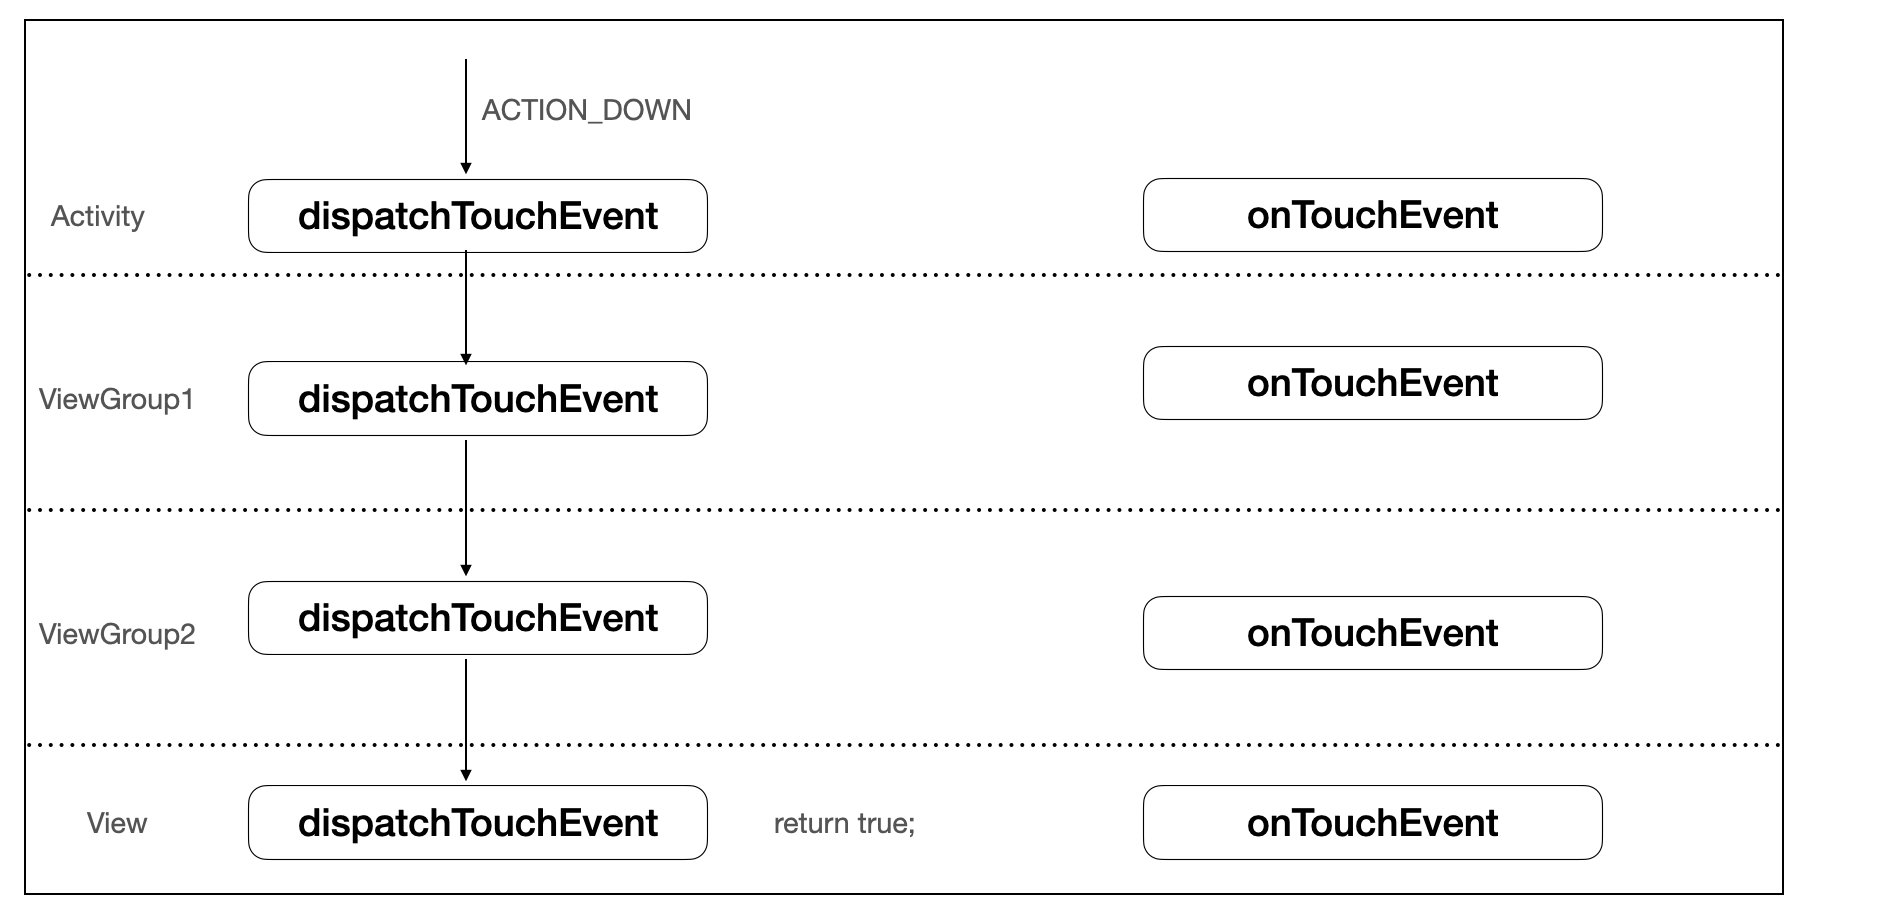 ACTION_DOWN
Activity
dispatchTouchEvent
onTouchEvent
ViewGroup1
dispatchTouchEvent
onTouchEvent
ViewGroup2
dispatchTouchEvent
onTouchEvent
View
dispatchTouchEvent
return true;
onTouchEvent